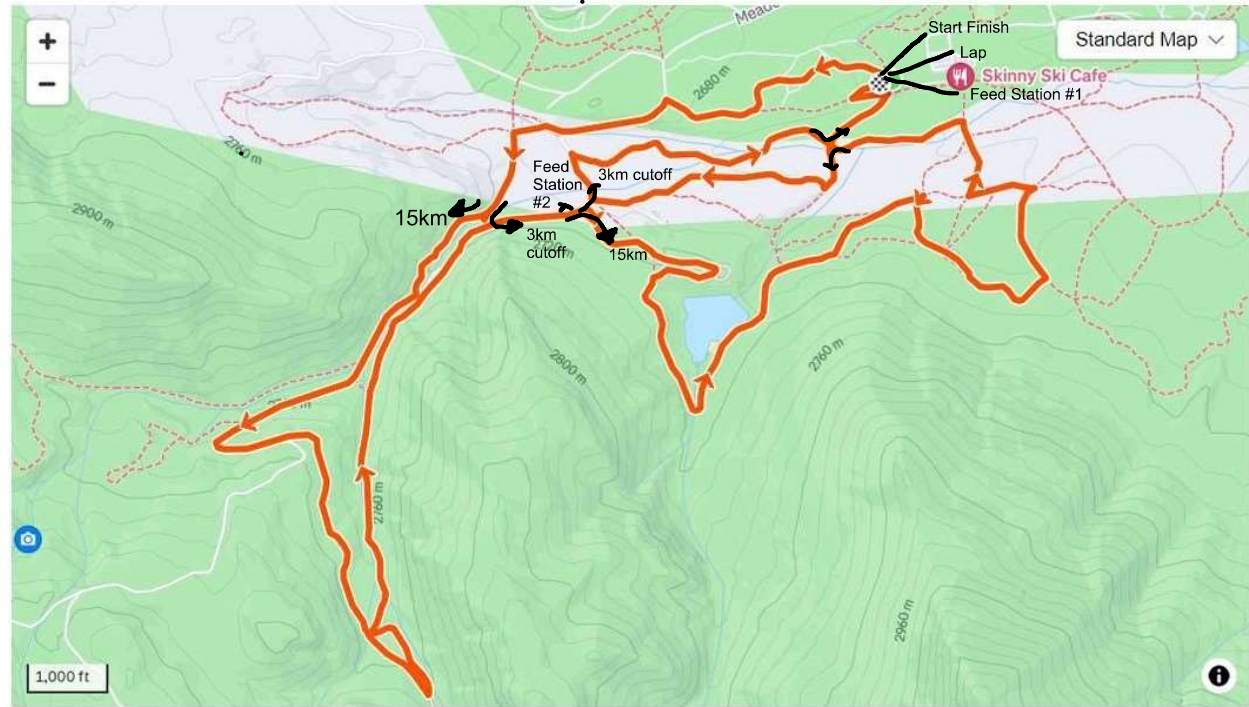 +
−
Meado
Start Finish
Lap
Standard Map
Skinny Ski Cafe
Feed Station #1
2680 m
2760 m
Feed
Station
#2
3km cutoff
2900 m
15km
3km
cutoff
15km
2800 m
2760 m
2760 m
2960 m
1,000 ft